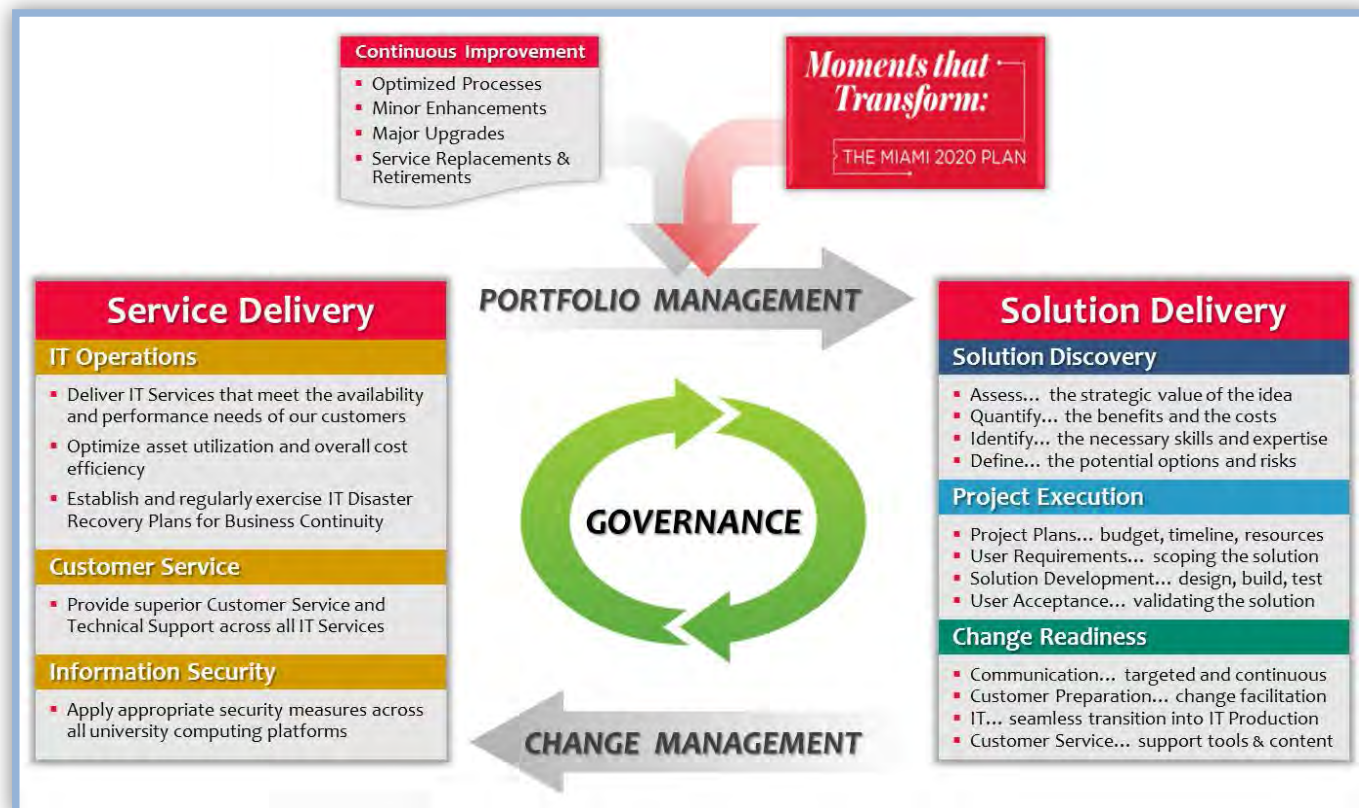 Continuous Improvement
▪ Optimized Processes
▪ Minor Enhancements
▪ Major Upgrades
▪ Service Replacements &
Retirements
Moments that
Transform:
THE MIAMI 2020 PLAN
PORTFOLIO MANAGEMENT
Service Delivery
IT Operations
▪ Deliver IT Services that meet the availability
and performance needs of our customers
▪ Optimize asset utilization and overall cost
efficiency
▪ Establish and regularly exercise IT Disaster
Recovery Plans for Business Continuity
Customer Service
▪ Provide superior Customer Service and
Technical Support across all IT Services
Information Security
▪ Apply appropriate security measures across
all university computing platforms
GOVERNANCE
CHANGE MANAGEMENT
Solution Delivery
Solution Discovery
▪ Assess... the strategic value of the idea
▪ Quantify... the benefits and the costs
▪ Identify... the necessary skills and expertise
▪ Define... the potential options and risks
Project Execution
▪ Project Plans... budget, timeline, resources
▪ User Requirements... scoping the solution
▪ Solution Development... design, build, test
▪ User Acceptance... validating the solution
Change Readiness
▪ Communication... targeted and continuous
▪ Customer Preparation... change facilitation
▪ IT... seamless transition into IT Production
▪ Customer Service... support tools & content